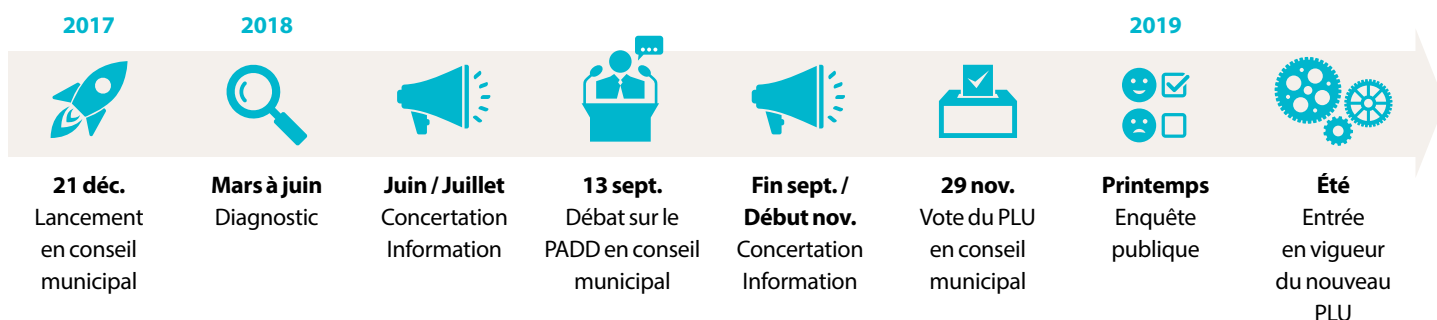 2017
2018
2019
21 déc.
Lancement
en conseil
municipal
Mars à juin
Diagnostic
Juin / Juillet
Concertation
Information
13 sept.
Débat sur le
PADD en conseil
municipal
Fin sept. /
Début nov.
Concertation
Information
29 nov.
Vote du PLU
en conseil
municipal
Printemps
Enquête
publique
Été
Entrée
en vigueur
du nouveau
PLU